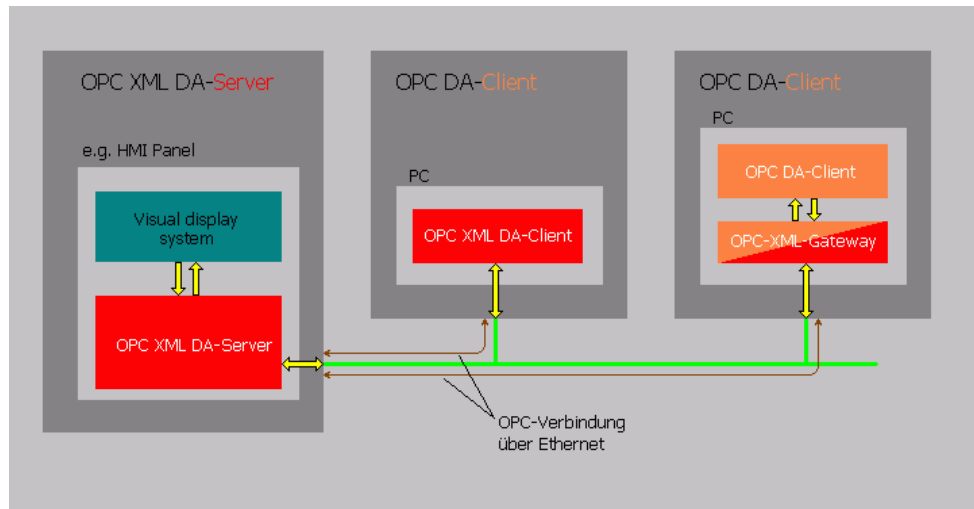 OPC XML DA-Server
e.g. HMI Panel
Visual display
system
OPC XML DA-Server
OPC DA-Client
PC
OPC XML DA-Client
OPC DA-Client
PC
OPC DA-Client
OPC-XML-Gateway
OPC-Verbindung
über Ethernet